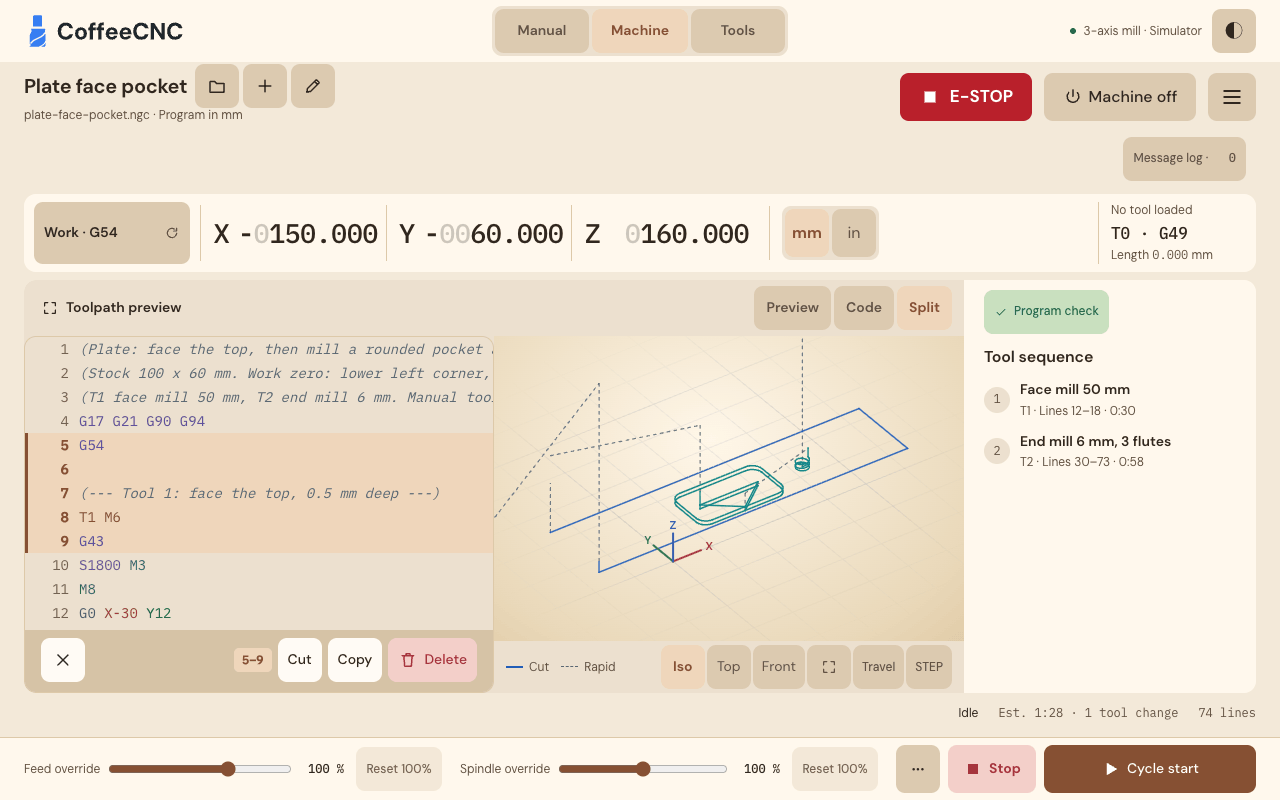 CoffeeCNC
Manual
Machine
Tools
3-axis mill · Simulator
Plate face pocket
plate-face-pocket.ngc · Program in mm
E-STOP
Machine off
Message log · 0
Work · G54
X -0150.000
Y -0060.000
Z 0160.000
mm
in
No tool loaded
T0 · G49
Length 0.000 mm
Toolpath preview
Preview
Code
Split
1 (Plate: face the top, then mill a rounded pocket
2 (Stock 100 x 60 mm. Work zero: lower left corner,
3 (T1 face mill 50 mm, T2 end mill 6 mm. Manual
4 G17 G21 G90 G94
5 G54
6
7 (--- Tool 1: face the top, 0.5 mm deep ---)
8 T1 M6
9 G43
10 S1800 M3
11 M8
12 G0 X-30 Y12
5–9
Cut
Copy
Delete
Z
Y
X
Cut
Rapid
Iso
Top
Front
Travel
STEP
Program check
Tool sequence
1
Face mill 50 mm
T1 · Lines 12–18 · 0:30
2
End mill 6 mm, 3 flutes
T2 · Lines 30–73 · 0:58
Idle
Est. 1:28 · 1 tool change
74 lines
Feed override
100 %
Reset 100%
Spindle override
100 %
Reset 100%
...
Stop
Cycle start